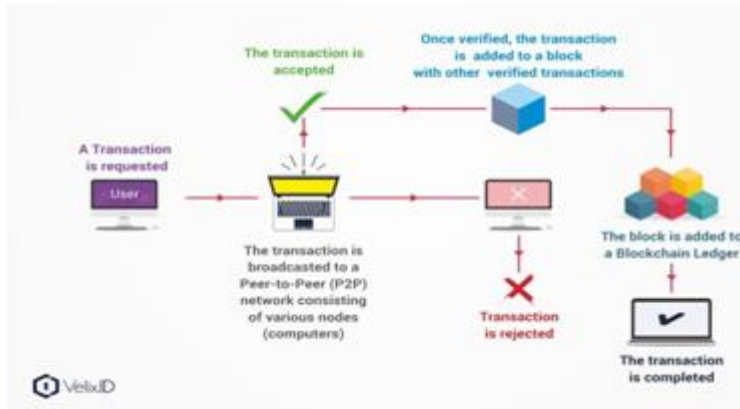 The transaction is
accepted
Once verified, the transaction
is added to a block
with other verified transactions
A Transaction
is requested
User
The transaction is
broadcasted to a
Peer-to-Peer (P2P)
network consisting
of various nodes
(computers)
Transaction
is rejected
The block is added to
a Blockchain Ledger
The transaction
is completed
VelixID